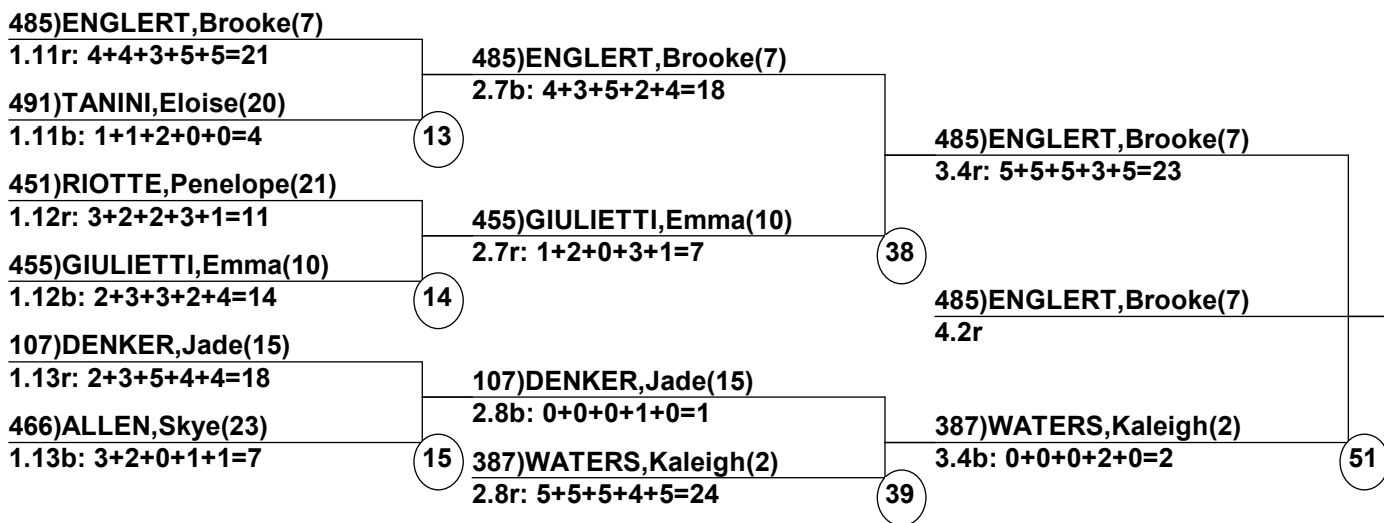 485)ENGLERT,Brooke(7)
1.11r: 4+4+3+5+5=21
491)TANINI,Eloise(20)
1.11b: 1+1+2+0+0=4
13
451)RIOTTE,Penelope(21)
1.12r: 3+2+2+3+1=11
455)GIULIETTI,Emma(10)
1.12b: 2+3+3+2+4=14
14
107)DENKER,Jade(15)
1.13r: 2+3+5+4+4=18
466)ALLEN,Skye(23)
1.13b: 3+2+0+1+1=7
15
485)ENGLERT,Brooke(7)
2.7b: 4+3+5+2+4=18
455)GIULIETTI,Emma(10)
2.7r: 1+2+0+3+1=7
38
107)DENKER,Jade(15)
2.8b: 0+0+0+1+0=1
387)WATERS,Kaleigh(2)
2.8r: 5+5+5+4+5=24
39
485)ENGLERT,Brooke(7)
3.4r: 5+5+5+3+5=23
485)ENGLERT,Brooke(7)
4.2r
387)WATERS,Kaleigh(2)
3.4b: 0+0+0+2+0=2
51